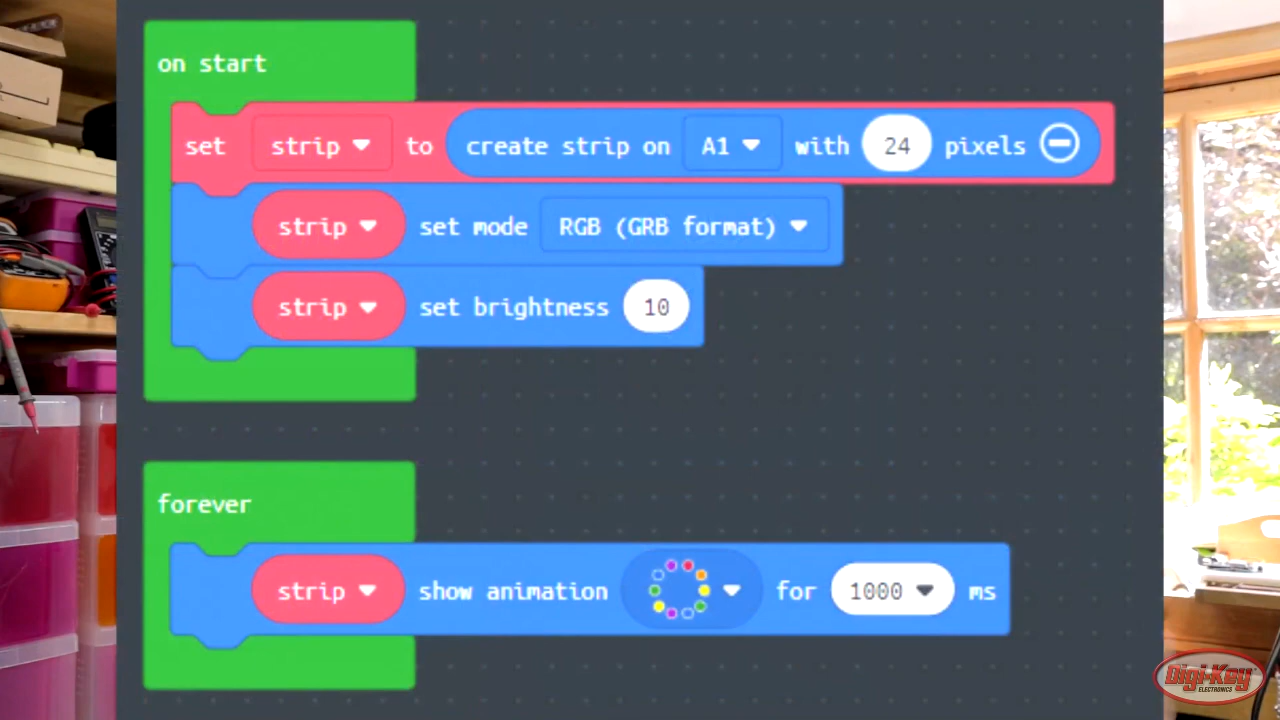 on start
set strip to create strip on A1 with 24 pixels
strip set mode RGB (GRB format)
strip set brightness 10
forever
strip show animation for 1000 ms
Digi-Key
ELECTRONICS